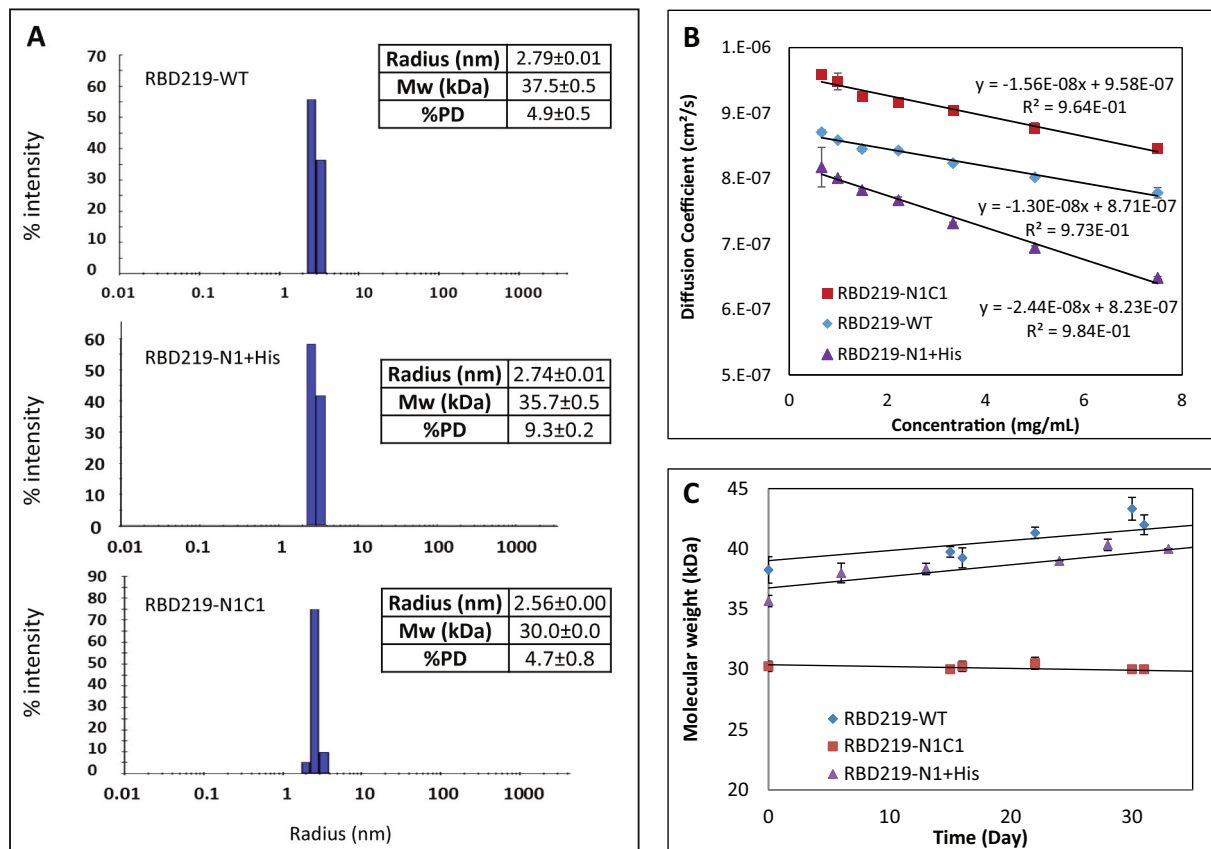 A
RBD219-WT
Radius (nm) 2.79±0.01
Mw (kDa) 37.5±0.5
%PD 4.9±0.5
% intensity
70
60
50
40
30
20
10
0
0.01 0.1 1 10 100 1000
RBD219-N1+His
Radius (nm) 2.74±0.01
Mw (kDa) 35.7±0.5
%PD 9.3±0.2
% intensity
60
50
40
30
20
10
0
0.01 0.1 1 10 100 1000
RBD219-N1C1
Radius (nm) 2.56±0.00
Mw (kDa) 30.0±0.0
%PD 4.7±0.8
% intensity
90
80
70
60
50
40
30
20
10
0
0.01 0.1 1 10 100 1000
Radius (nm)
B
Diffusion Coefficient (cm²/s)
1.E-06
9.E-07
8.E-07
7.E-07
6.E-07
5.E-07
y = -1.56E-08x + 9.58E-07
R² = 9.64E-01
y = -1.30E-08x + 8.71E-07
R² = 9.73E-01
y = -2.44E-08x + 8.23E-07
R² = 9.84E-01
RBD219-N1C1
RBD219-WT
RBD219-N1+His
0 2 4 6 8
Concentration (mg/mL)
C
Molecular weight (kDa)
45
40
35
30
25
20
RBD219-WT
RBD219-N1C1
RBD219-N1+His
0 10 20 30
Time (Day)